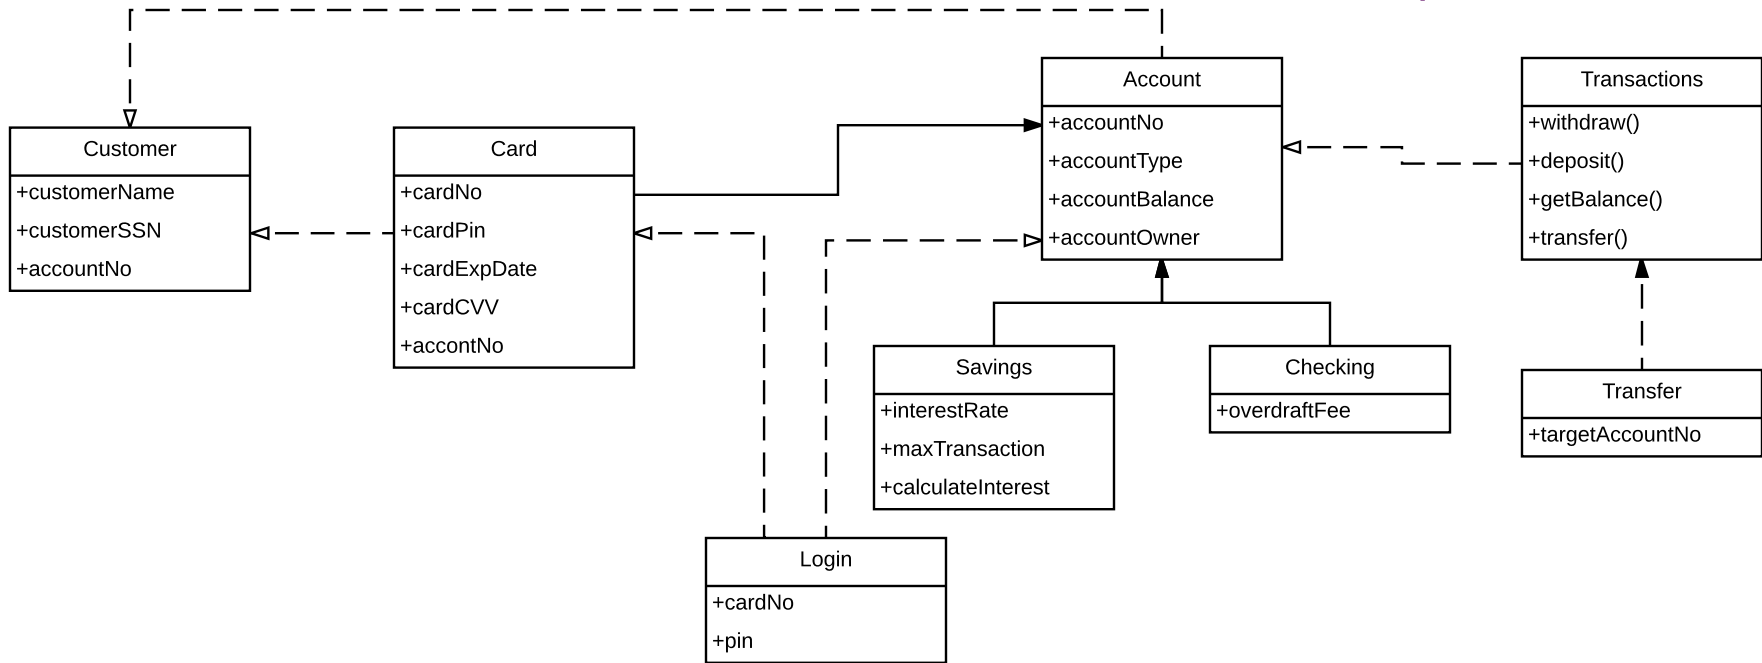 Customer
+customerName
+customerSSN
+accountNo
Card
+cardNo
+cardPin
+cardExpDate
+cardCVV
+accontNo
Account
+accountNo
+accountType
+accountBalance
+accountOwner
Transactions
+withdraw()
+deposit()
+getBalance()
+transfer()
Savings
+interestRate
+maxTransaction
+calculateInterest
Checking
+overdraftFee
Transfer
+targetAccountNo
Login
+cardNo
+pin